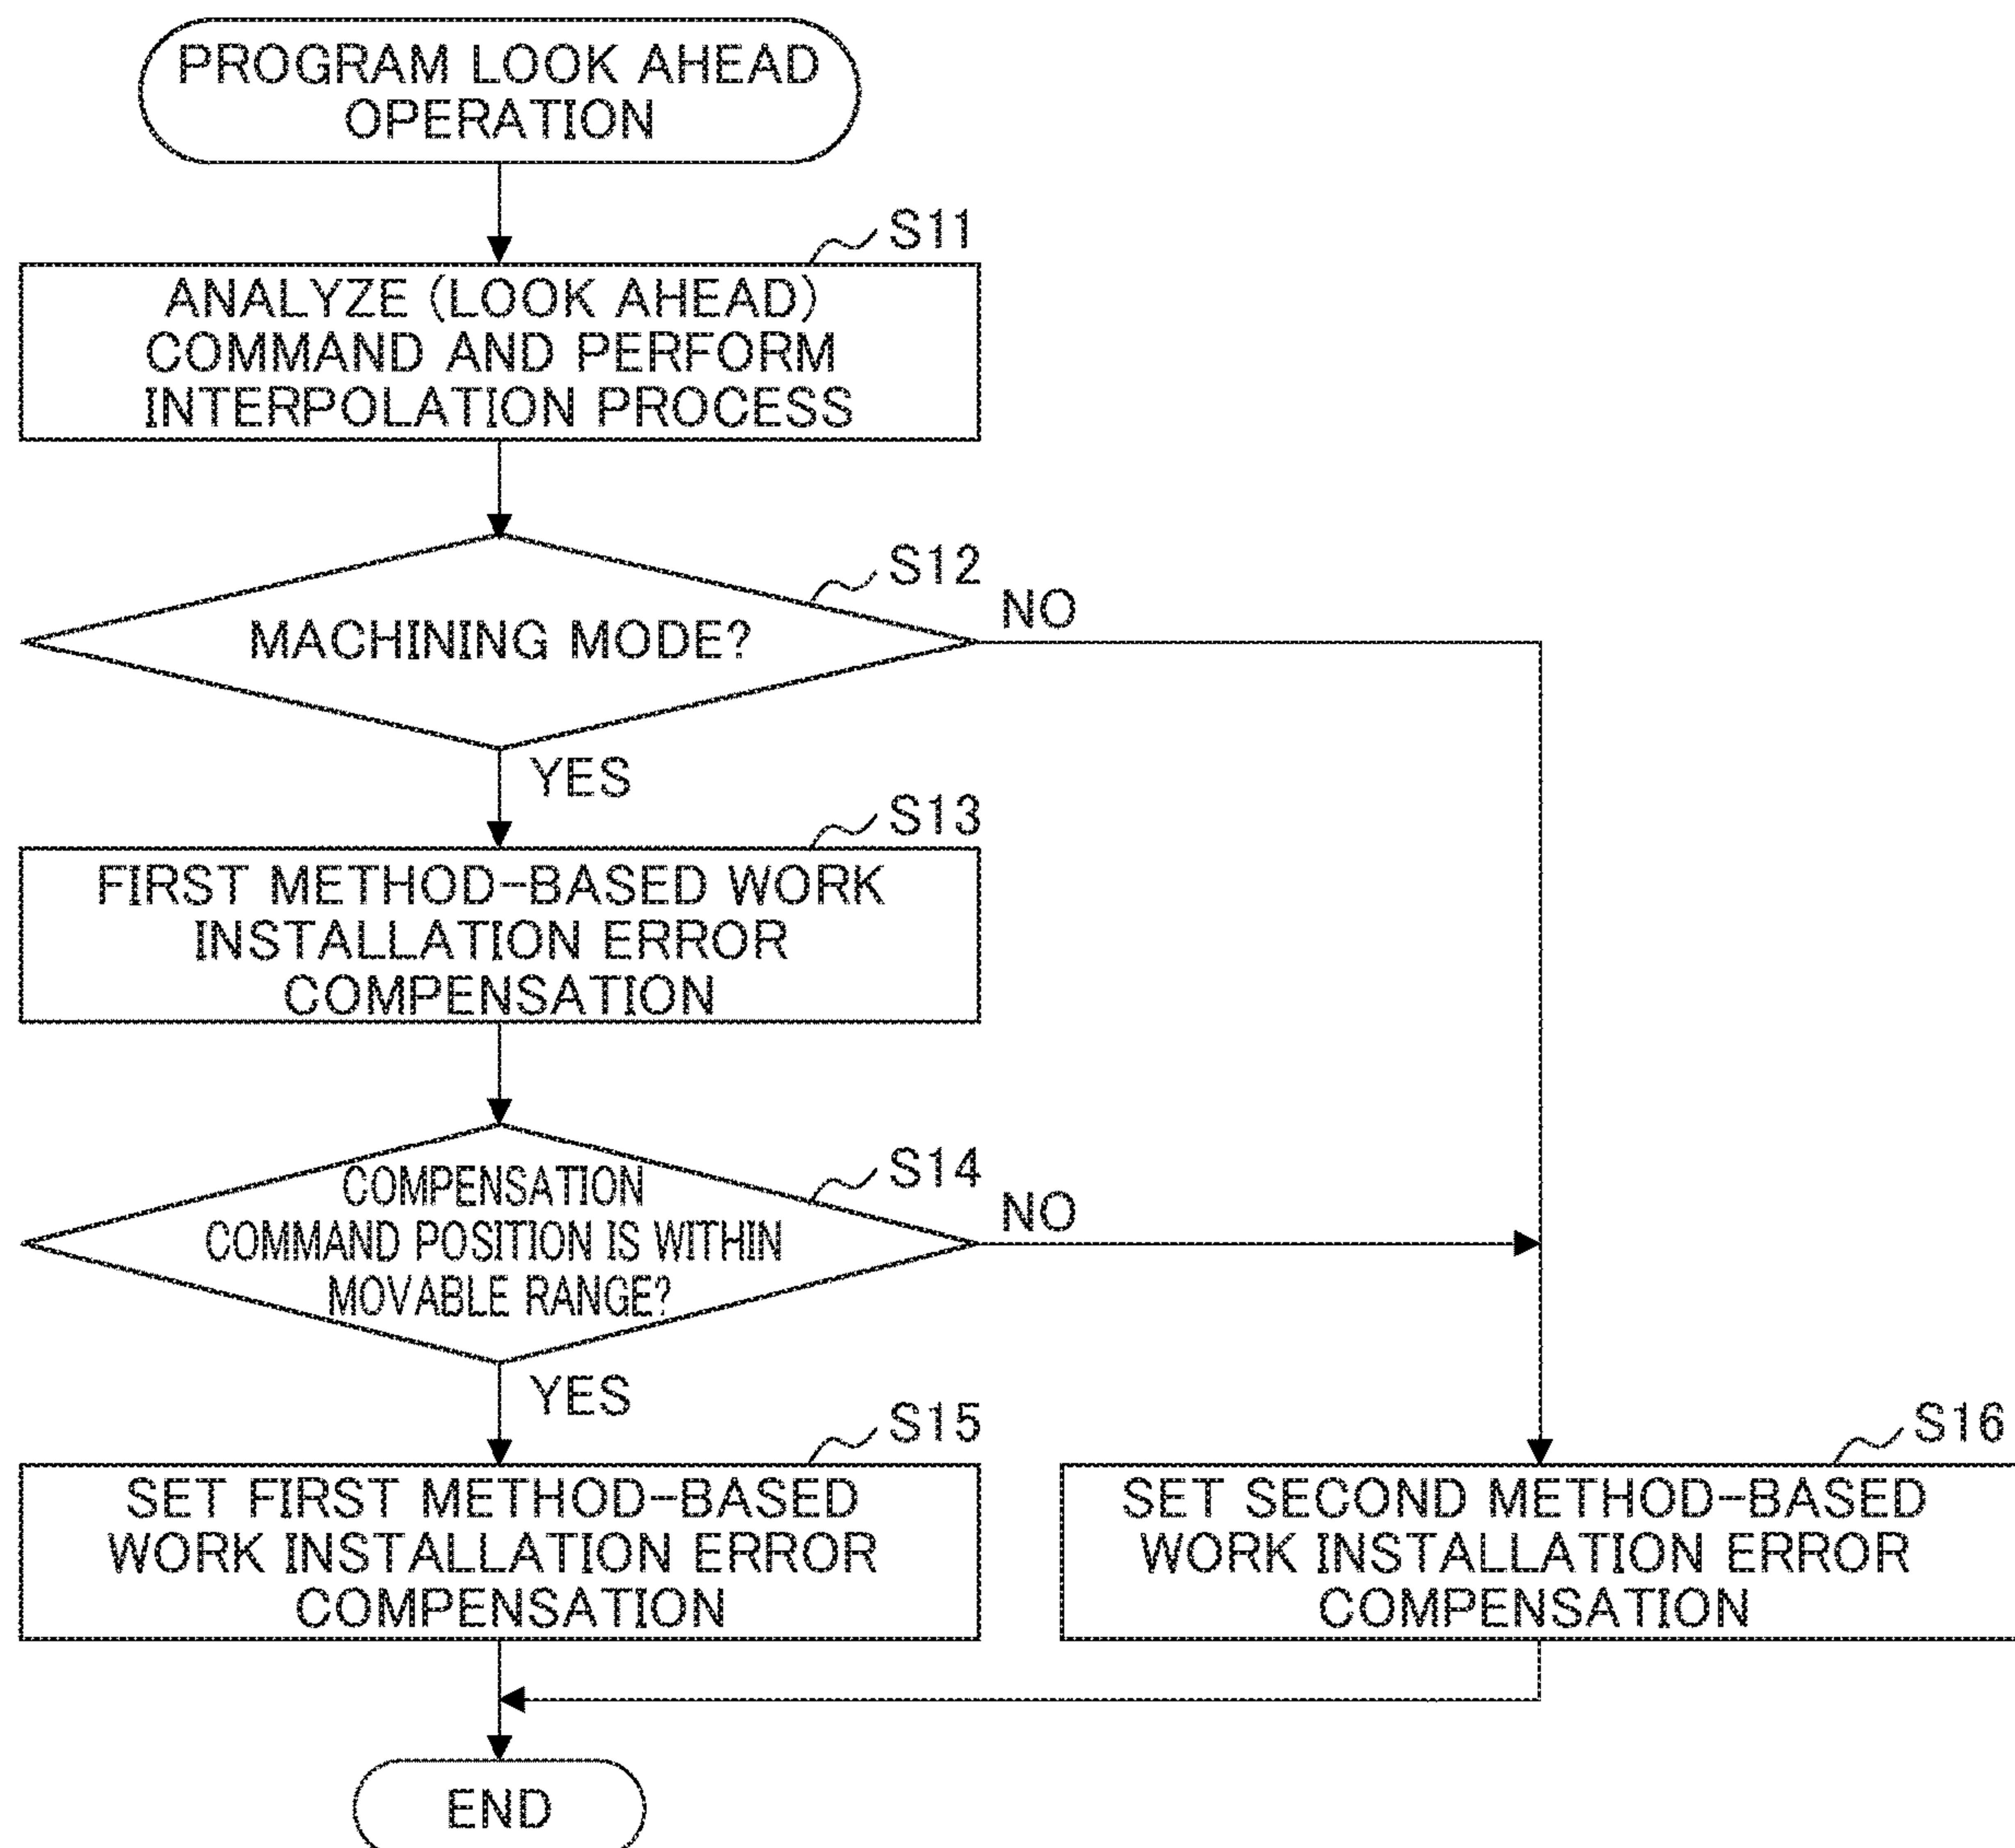 PROGRAM LOOK AHEAD
OPERATION
S11
ANALYZE (LOOK AHEAD)
COMMAND AND PERFORM
INTERPOLATION PROCESS
S12
MACHINING MODE?
NO
YES
S13
FIRST METHOD-BASED WORK
INSTALLATION ERROR
COMPENSATION
S14
COMPENSATION
COMMAND POSITION IS WITHIN
MOVABLE RANGE?
NO
YES
S15
SET FIRST METHOD-BASED
WORK INSTALLATION ERROR
COMPENSATION
S16
SET SECOND METHOD-BASED
WORK INSTALLATION ERROR
COMPENSATION
END